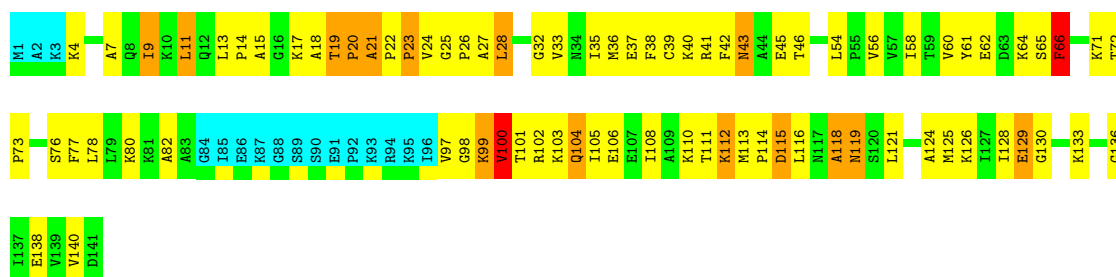 M1 A2 K3 K4 A7 Q8 I9 K10 L11 Q12 L13 P14 A15 G16 K17 A18 T19 P20 A21 P22 P23 V24 G25 P26 A27 L28 G32 V33 N34 I35 M36 E37 F38 C39 K40 R41 F42 N43 A44 E45 T46 L54 P55 V56 V57 I58 T59 V60 Y61 E62 D63 K64 S65 F66 K71 T72
P73 S76 F77 L78 L79 K80 K81 A82 A83 G84 I85 E86 K87 G88 S89 S90 E91 P92 K93 R94 K95 I96 V97 G98 K99 V100 T101 R102 K103 Q104 I105 E106 E107 I108 A109 K110 T111 K112 M113 P114 D115 L116 N117 A118 N119 S120 L121 A124 M125 K126 I127 I128 E129 G130 K133 G136
I137 E138 V139 V140 D141